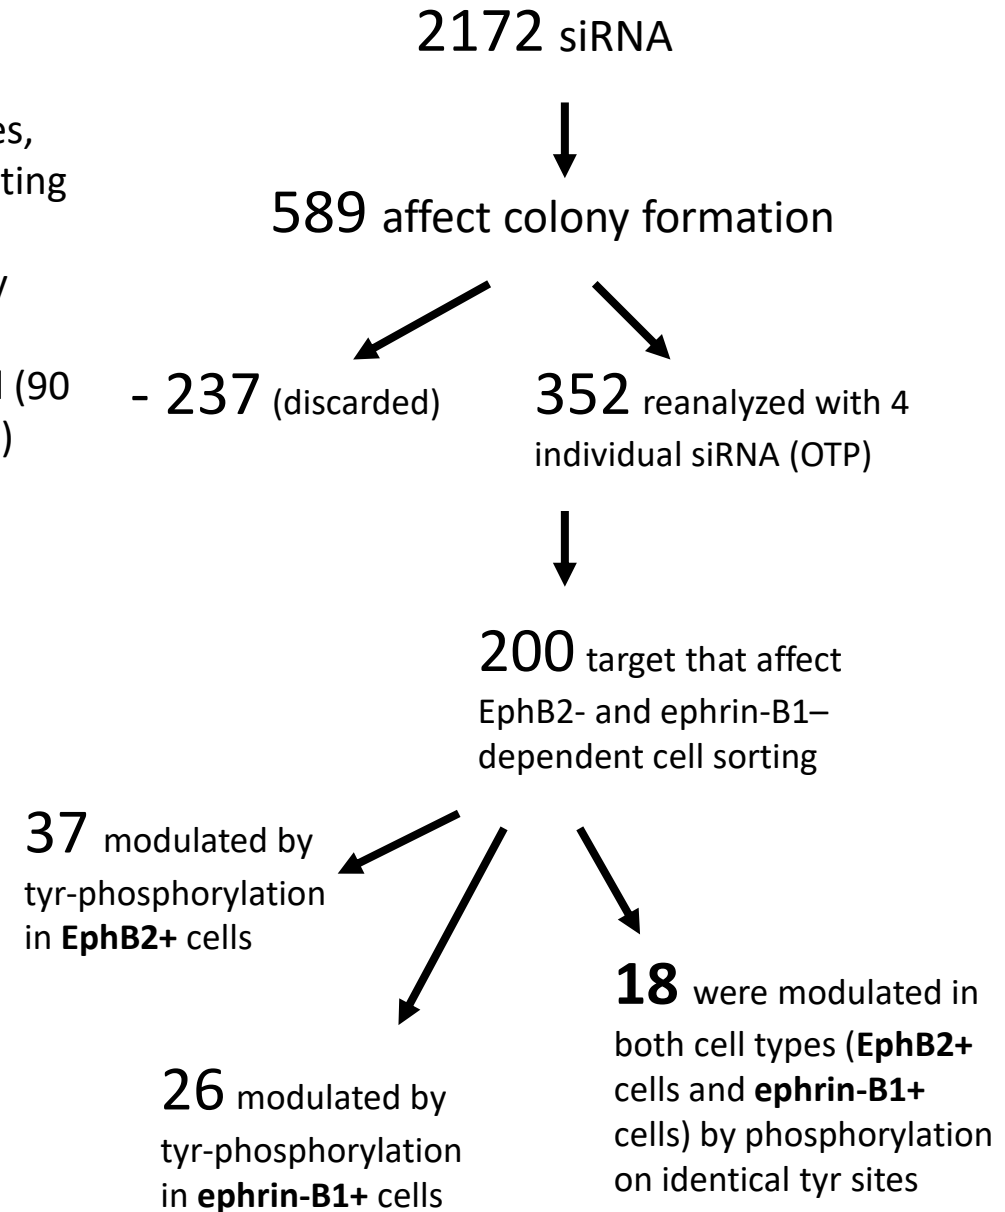 2172 siRNA
es,
ting
589 affect colony formation
y
(90
- 237 (discarded)
352 reanalyzed with 4
)
individual siRNA (OTP)
200 target that affect
EphB2- and ephrin-B1–
dependent cell sorting
37 modulated by
tyr-phosphorylation
in EphB2+ cells
18 were modulated in
both cell types (EphB2+
cells and ephrin-B1+
cells) by phosphorylation
on identical tyr sites
26 modulated by
tyr-phosphorylation
in ephrin-B1+ cells